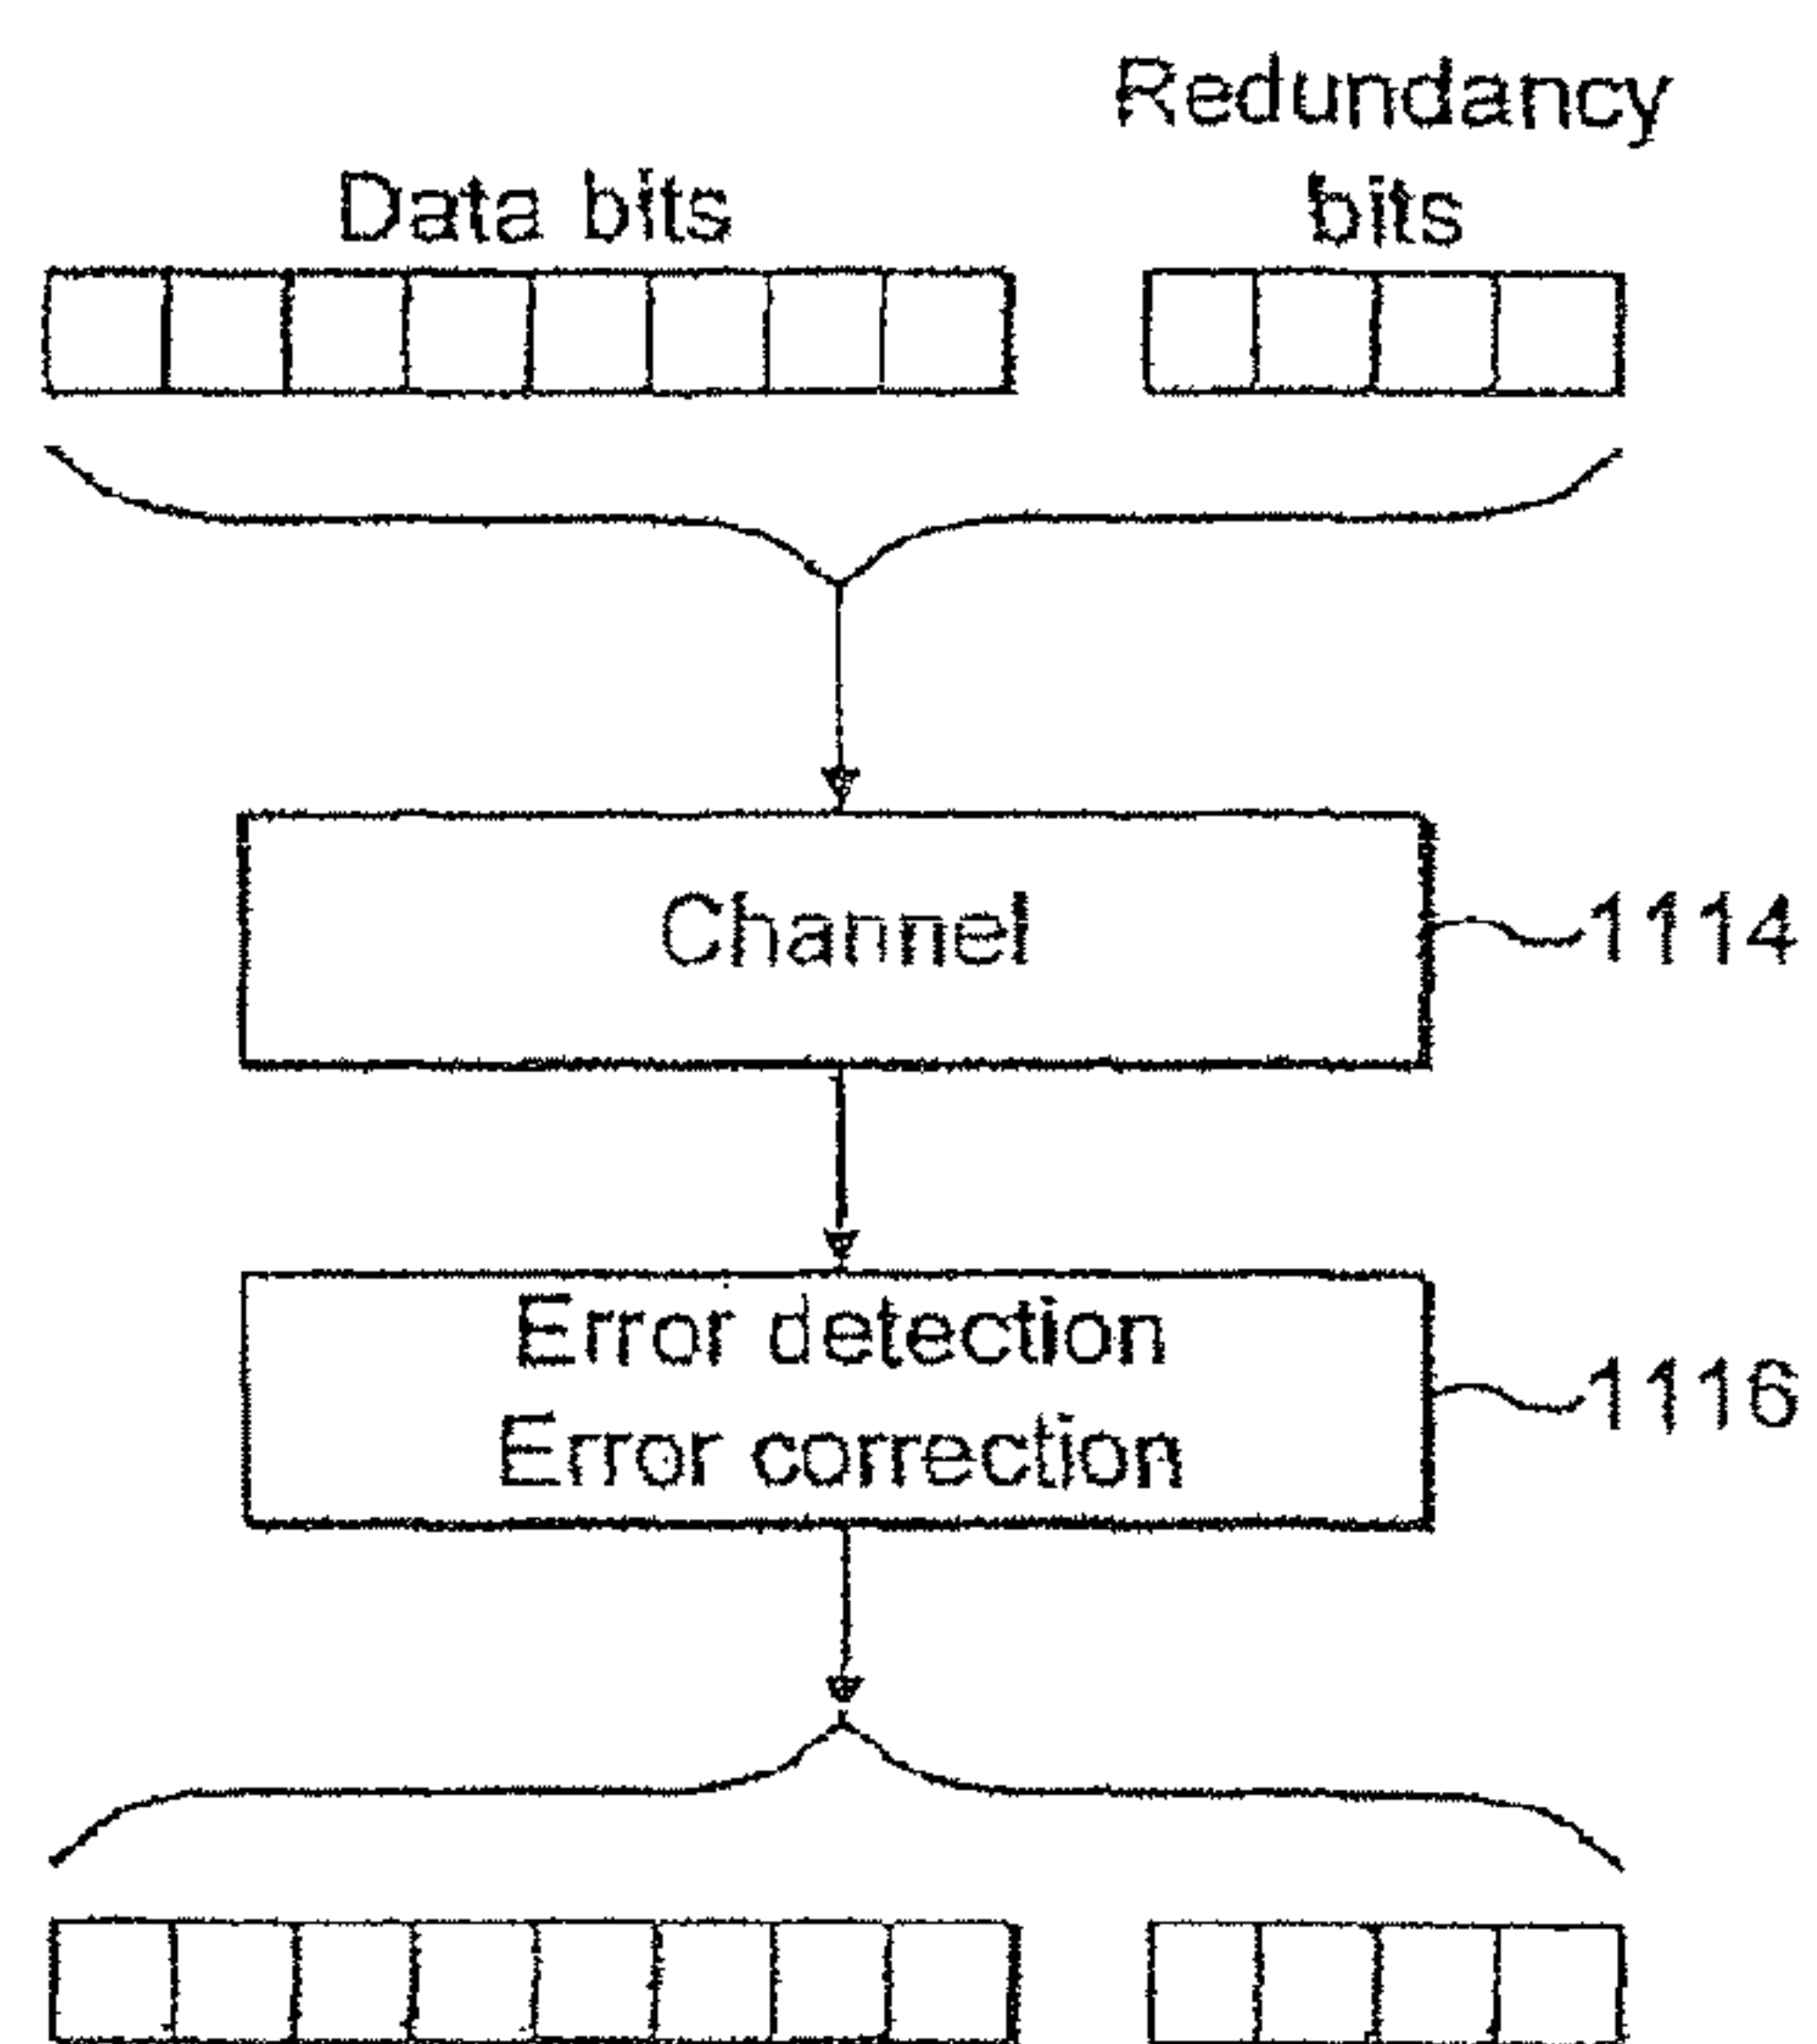 Redundancy
Data bits bits
Channel 1114
Error detection
1116
Error correction